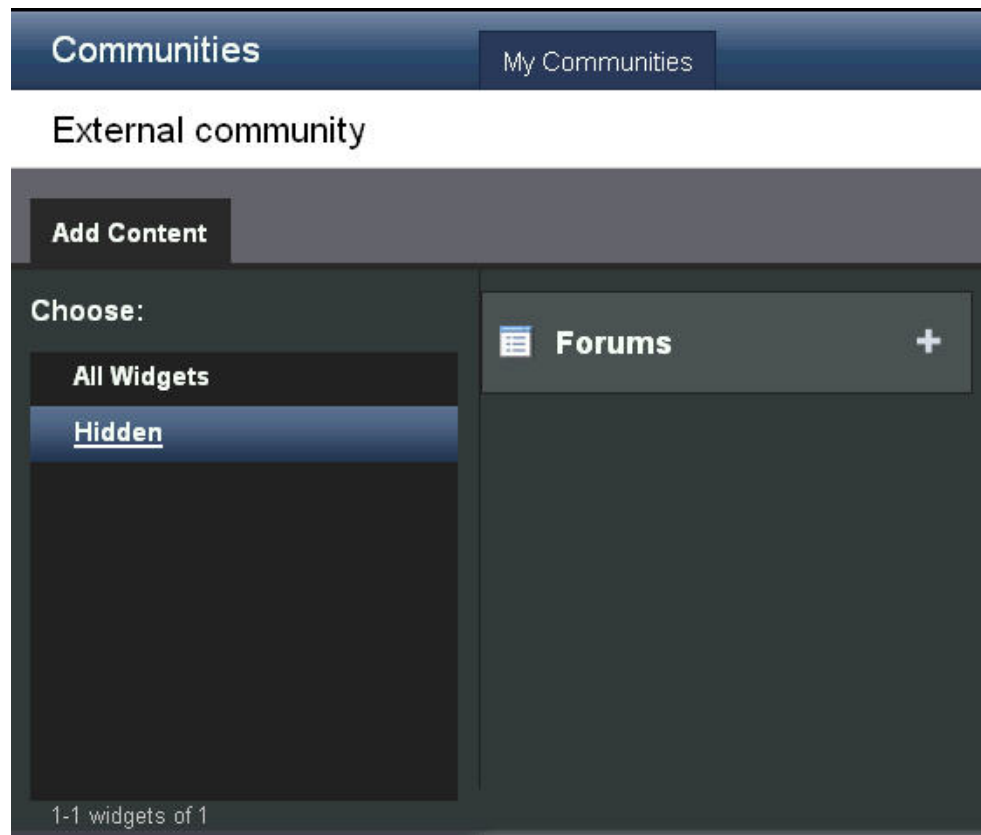 Communities
My Communities
External community
Add Content
Choose:
All Widgets
Hidden
Forums
1-1 widgets of 1